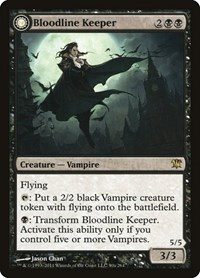 Bloodline Keeper 2
Creature — Vampire
Flying
: Put a 2/2 black Vampire creature
token with flying onto the battlefield.
: Transform Bloodline Keeper.
Activate this ability only if you
control five or more Vampires.
5/5
Jason Chan
3/3